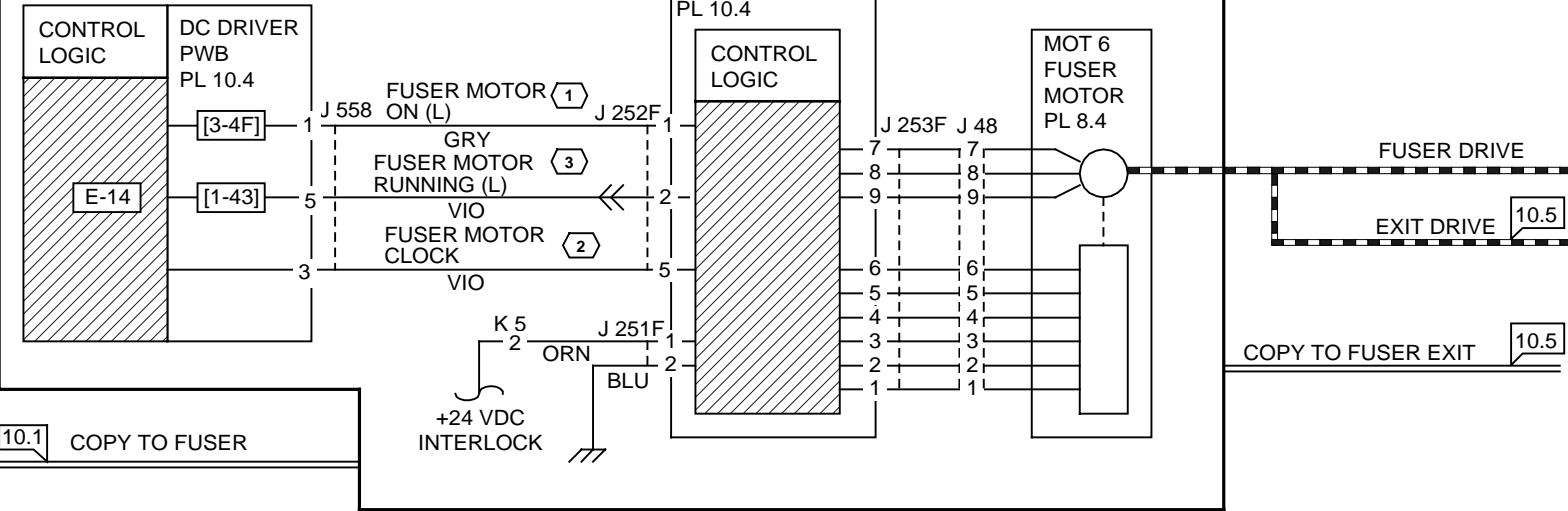 PL 10.4
CONTROL
LOGIC
DC DRIVER
PWB
PL 10.4
[3-4F]
E-14
[1-43]
1
5
3
J 558
FUSER MOTOR
ON (L)
1
GRY
FUSER MOTOR
RUNNING (L)
3
VIO
FUSER MOTOR
CLOCK
2
VIO
J 252F
1
2
5
K 5
2
ORN
J 251F
1
2
BLU
+24 VDC
INTERLOCK
CONTROL
LOGIC
J 253F
J 48
7 7
8 8
9 9
6 6
5 5
4 4
3 3
2 2
1 1
MOT 6
FUSER
MOTOR
PL 8.4
FUSER DRIVE
EXIT DRIVE
10.5
COPY TO FUSER EXIT
10.5
10.1
COPY TO FUSER